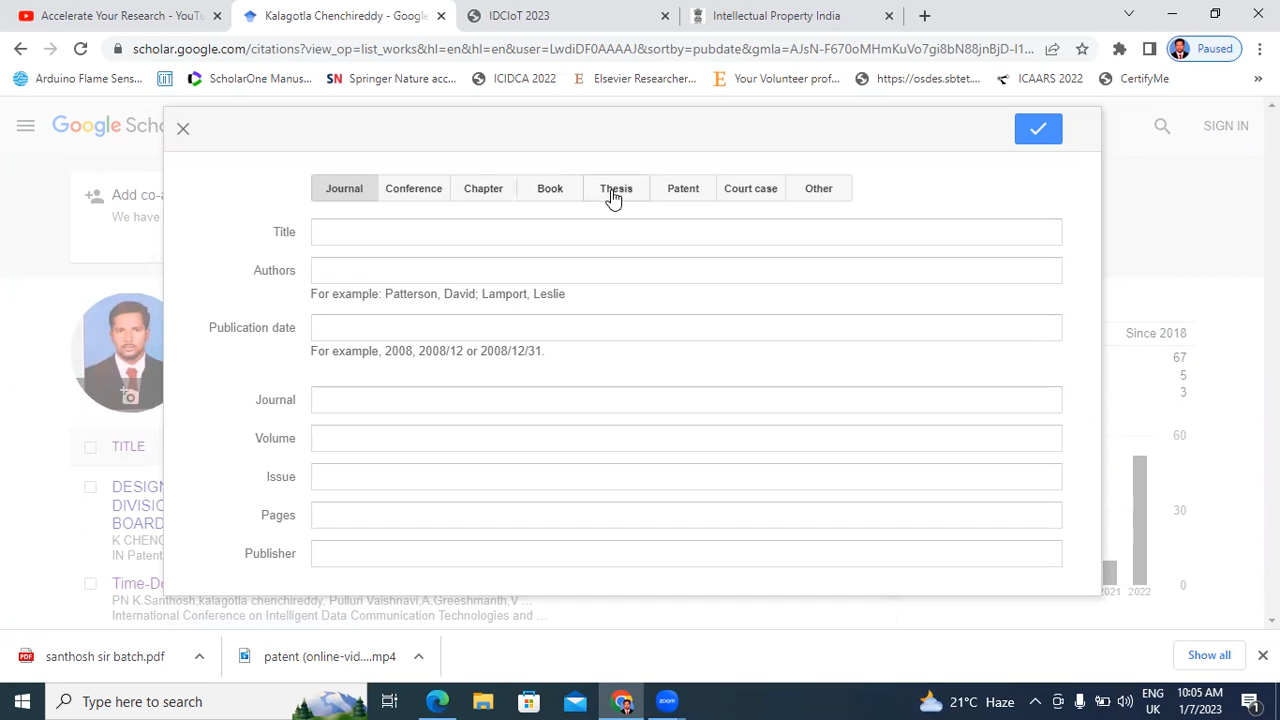 Accelerate Your Research - YouT
Kalagotla Chenchireddy - Google
IDCIoT 2023
Intellectual Property India
scholar.google.com/citations?view_op=list_works&hl=en&hl=en&user=LwdiDF0AAAAJ&sortby=pubdate&gmla=AJsN-F670oMHmKuVo7gi8bN88jnBjD-I1...
Paused
Arduino Flame Sens...
ScholarOne Manus...
Springer Nature acc...
ICIDCA 2022
Elsevier Researcher...
Your Volunteer prof...
https://osdes.sbtet....
ICAARS 2022
CertifyMe
Google Scho
SIGN IN
Add co-a
We have
Journal
Conference
Chapter
Book
Thesis
Patent
Court case
Other
Title
Authors
For example: Patterson, David; Lamport, Leslie
Publication date
For example, 2008, 2008/12 or 2008/12/31.
Since 2018
67
5
3
Journal
Volume
60
TITLE
Issue
DESIGN
DIVISIO
BOARD
30
Pages
K CHENC
IN Paten
Publisher
Time-Do
0
2021 2022
PN K.Santhosh,kalagotla chenchireddy, Pulluri Vaishnavi,A.Greeshmanth,V ...
International Conference on Intelligent Data Communication Technologies and ...
santhosh sir batch.pdf
patent (online-vid....mp4
Show all
Type here to search
zoom
21°C Haze
ENG
UK
10:05 AM
1/7/2023
1